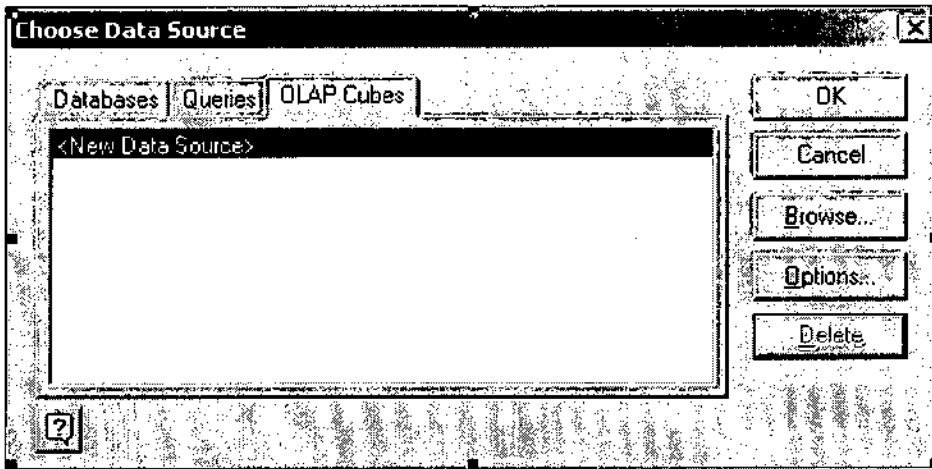 Choose Data Source
Databases Queries OLAP Cubes
<New Data Source>
OK
Cancel
Browse...
Options...
Delete